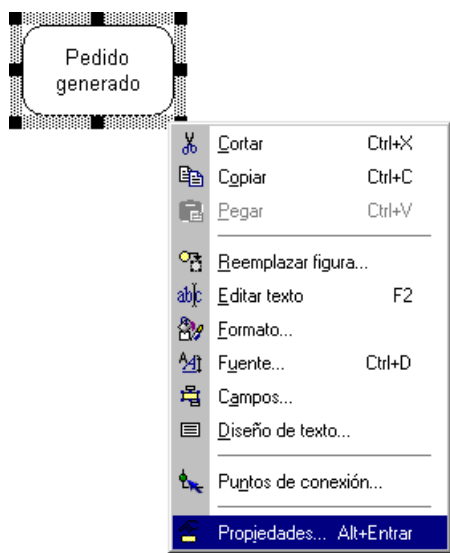 Pedido
generado
Cortar Ctrl+X
Copiar Ctrl+C
Pegar Ctrl+V
Reemplazar figura...
abc Editar texto F2
Formato...
Fuente... Ctrl+D
Campos...
Diseño de texto...
Puntos de conexión...
Propiedades... Alt+Entrar